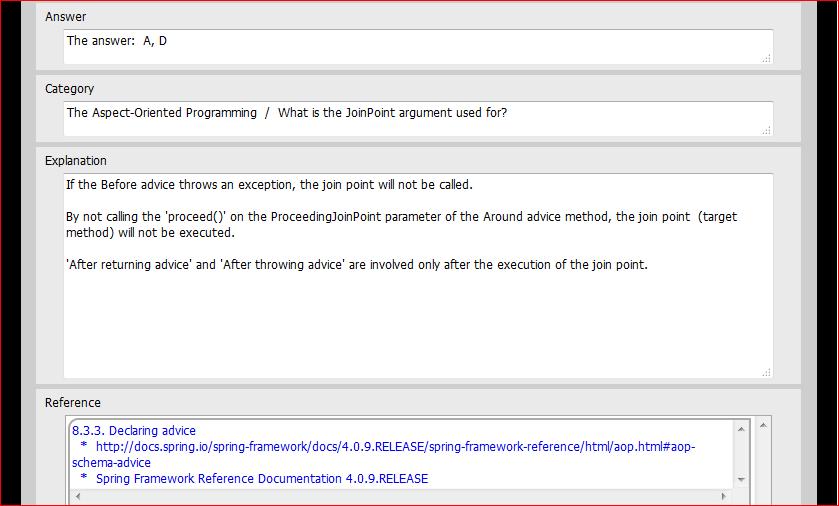 Answer
The answer:  A, D
Category
The Aspect-Oriented Programming  /  What is the JoinPoint argument used for?
Explanation
If the Before advice throws an exception, the join point will not be called.
By not calling the 'proceed()' on the ProceedingJoinPoint parameter of the Around advice method, the join point  (target
method) will not be executed.
'After returning advice' and 'After throwing advice' are involved only after the execution of the join point.
Reference
8.3.3. Declaring advice
*  http://docs.spring.io/spring-framework/docs/4.0.9.RELEASE/spring-framework-reference/html/aop.html#aop-
schema-advice
*  Spring Framework Reference Documentation 4.0.9.RELEASE